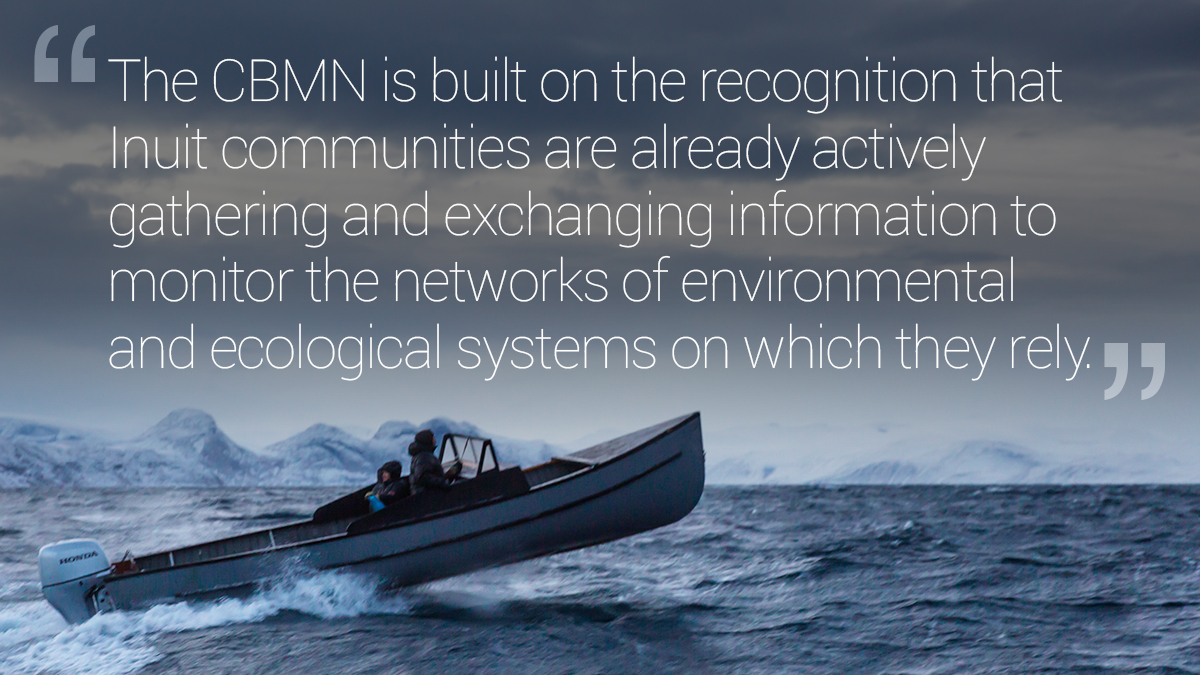 “The CBMN is built on the recognition that
Inuit communities are already actively
gathering and exchanging information to
monitor the networks of environmental
and ecological systems on which they rely.”
HONDA